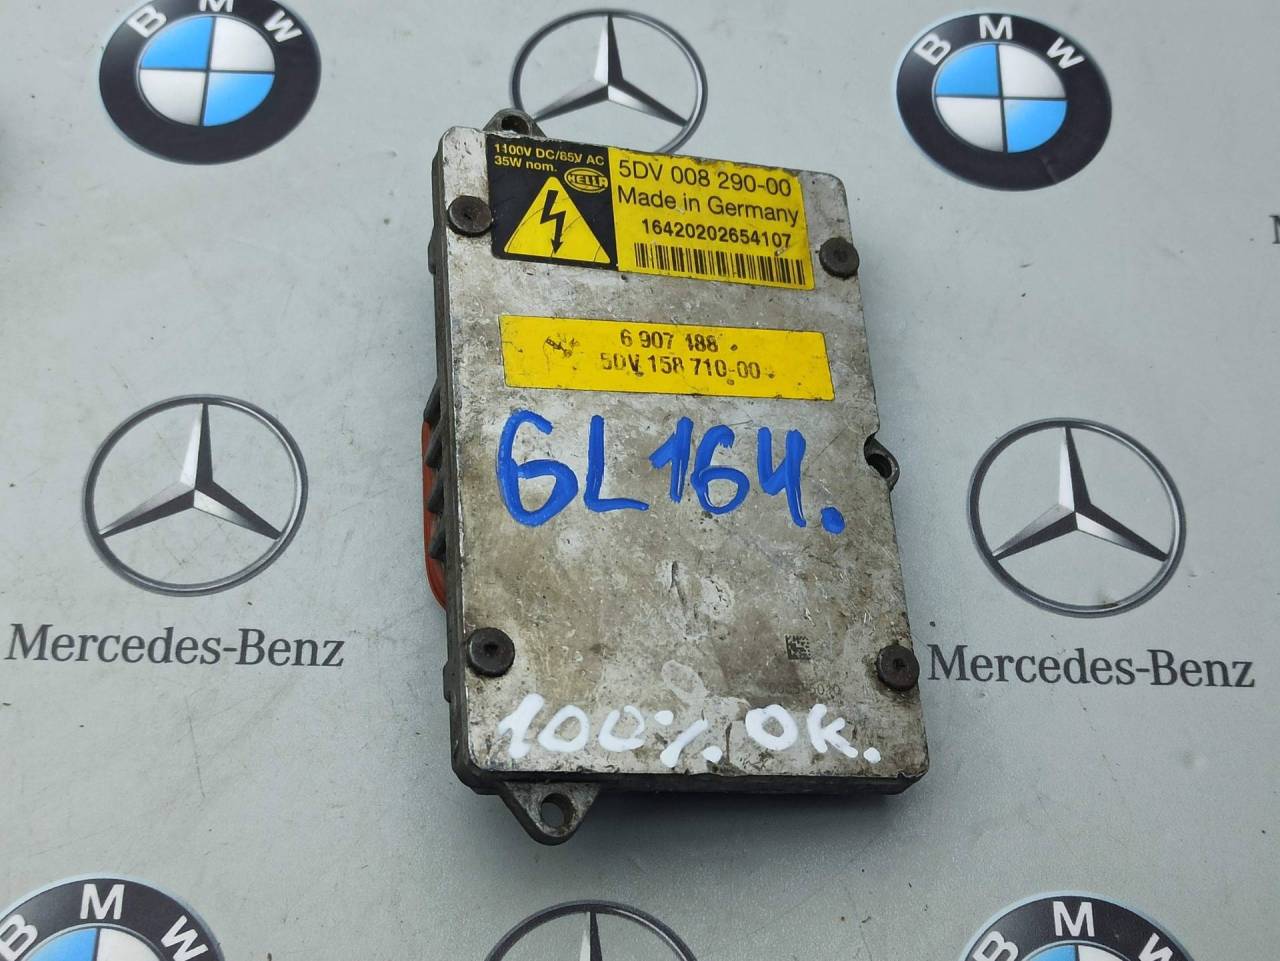 BMW
BMW
1100V DC/85V AC
35W nom.
HELLA
5DV 008 290-00
Made in Germany
16420202654107
6 907 188
5DV 158 710-00
GL164.
Mercedes-Benz
Mercedes-Benz
100%. OK.
BMW
BMW